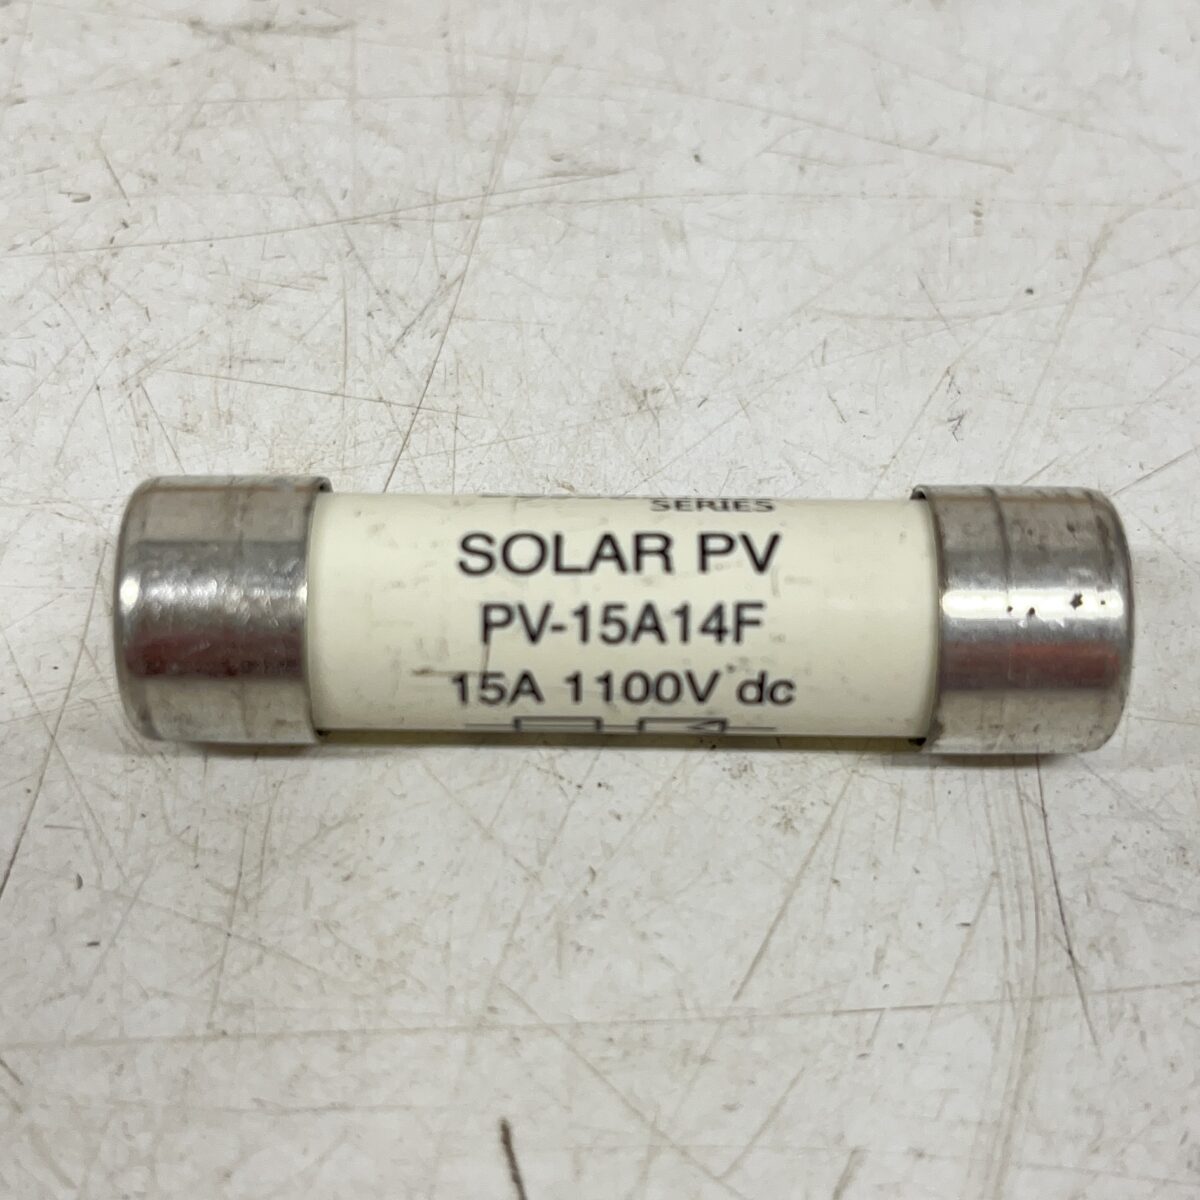 SERIES
SOLAR PV
PV-15A14F
15A 1100V dc